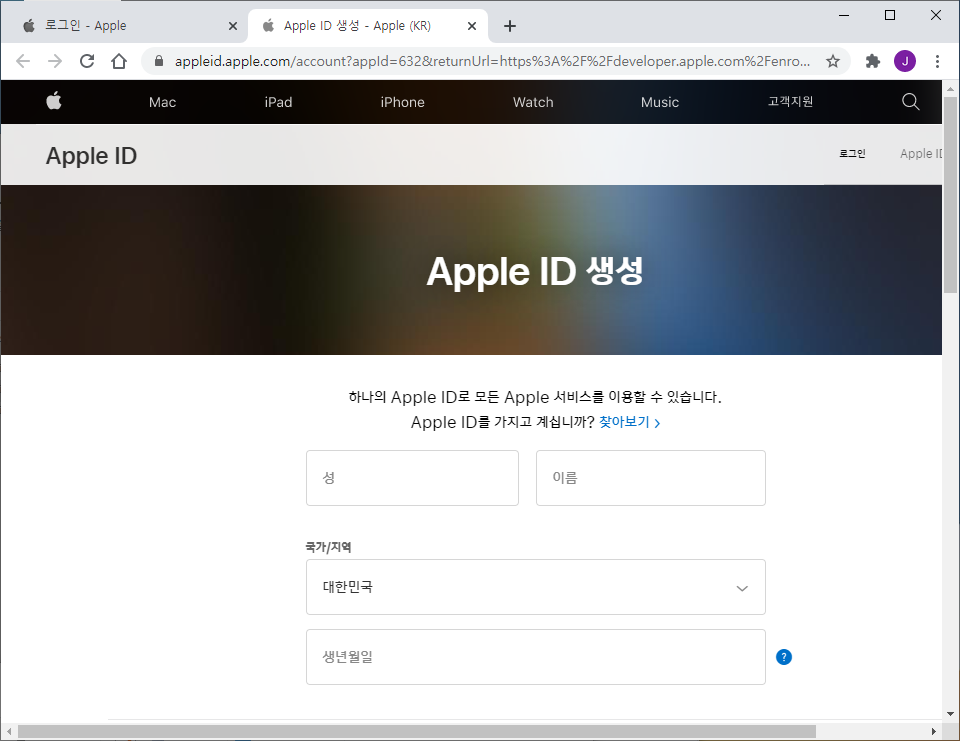 로그인 - Apple
Apple ID 생성 - Apple (KR)
appleid.apple.com/account?appId=632&returnUrl=https%3A%2F%2Fdeveloper.apple.com%2Fenro...
J
Mac iPad iPhone Watch Music 고객지원
Apple ID
로그인 Apple ID
Apple ID 생성
하나의 Apple ID로 모든 Apple 서비스를 이용할 수 있습니다.
Apple ID를 가지고 계십니까? 찾아보기 >
성 이름
국가/지역
대한민국
생년월일
?